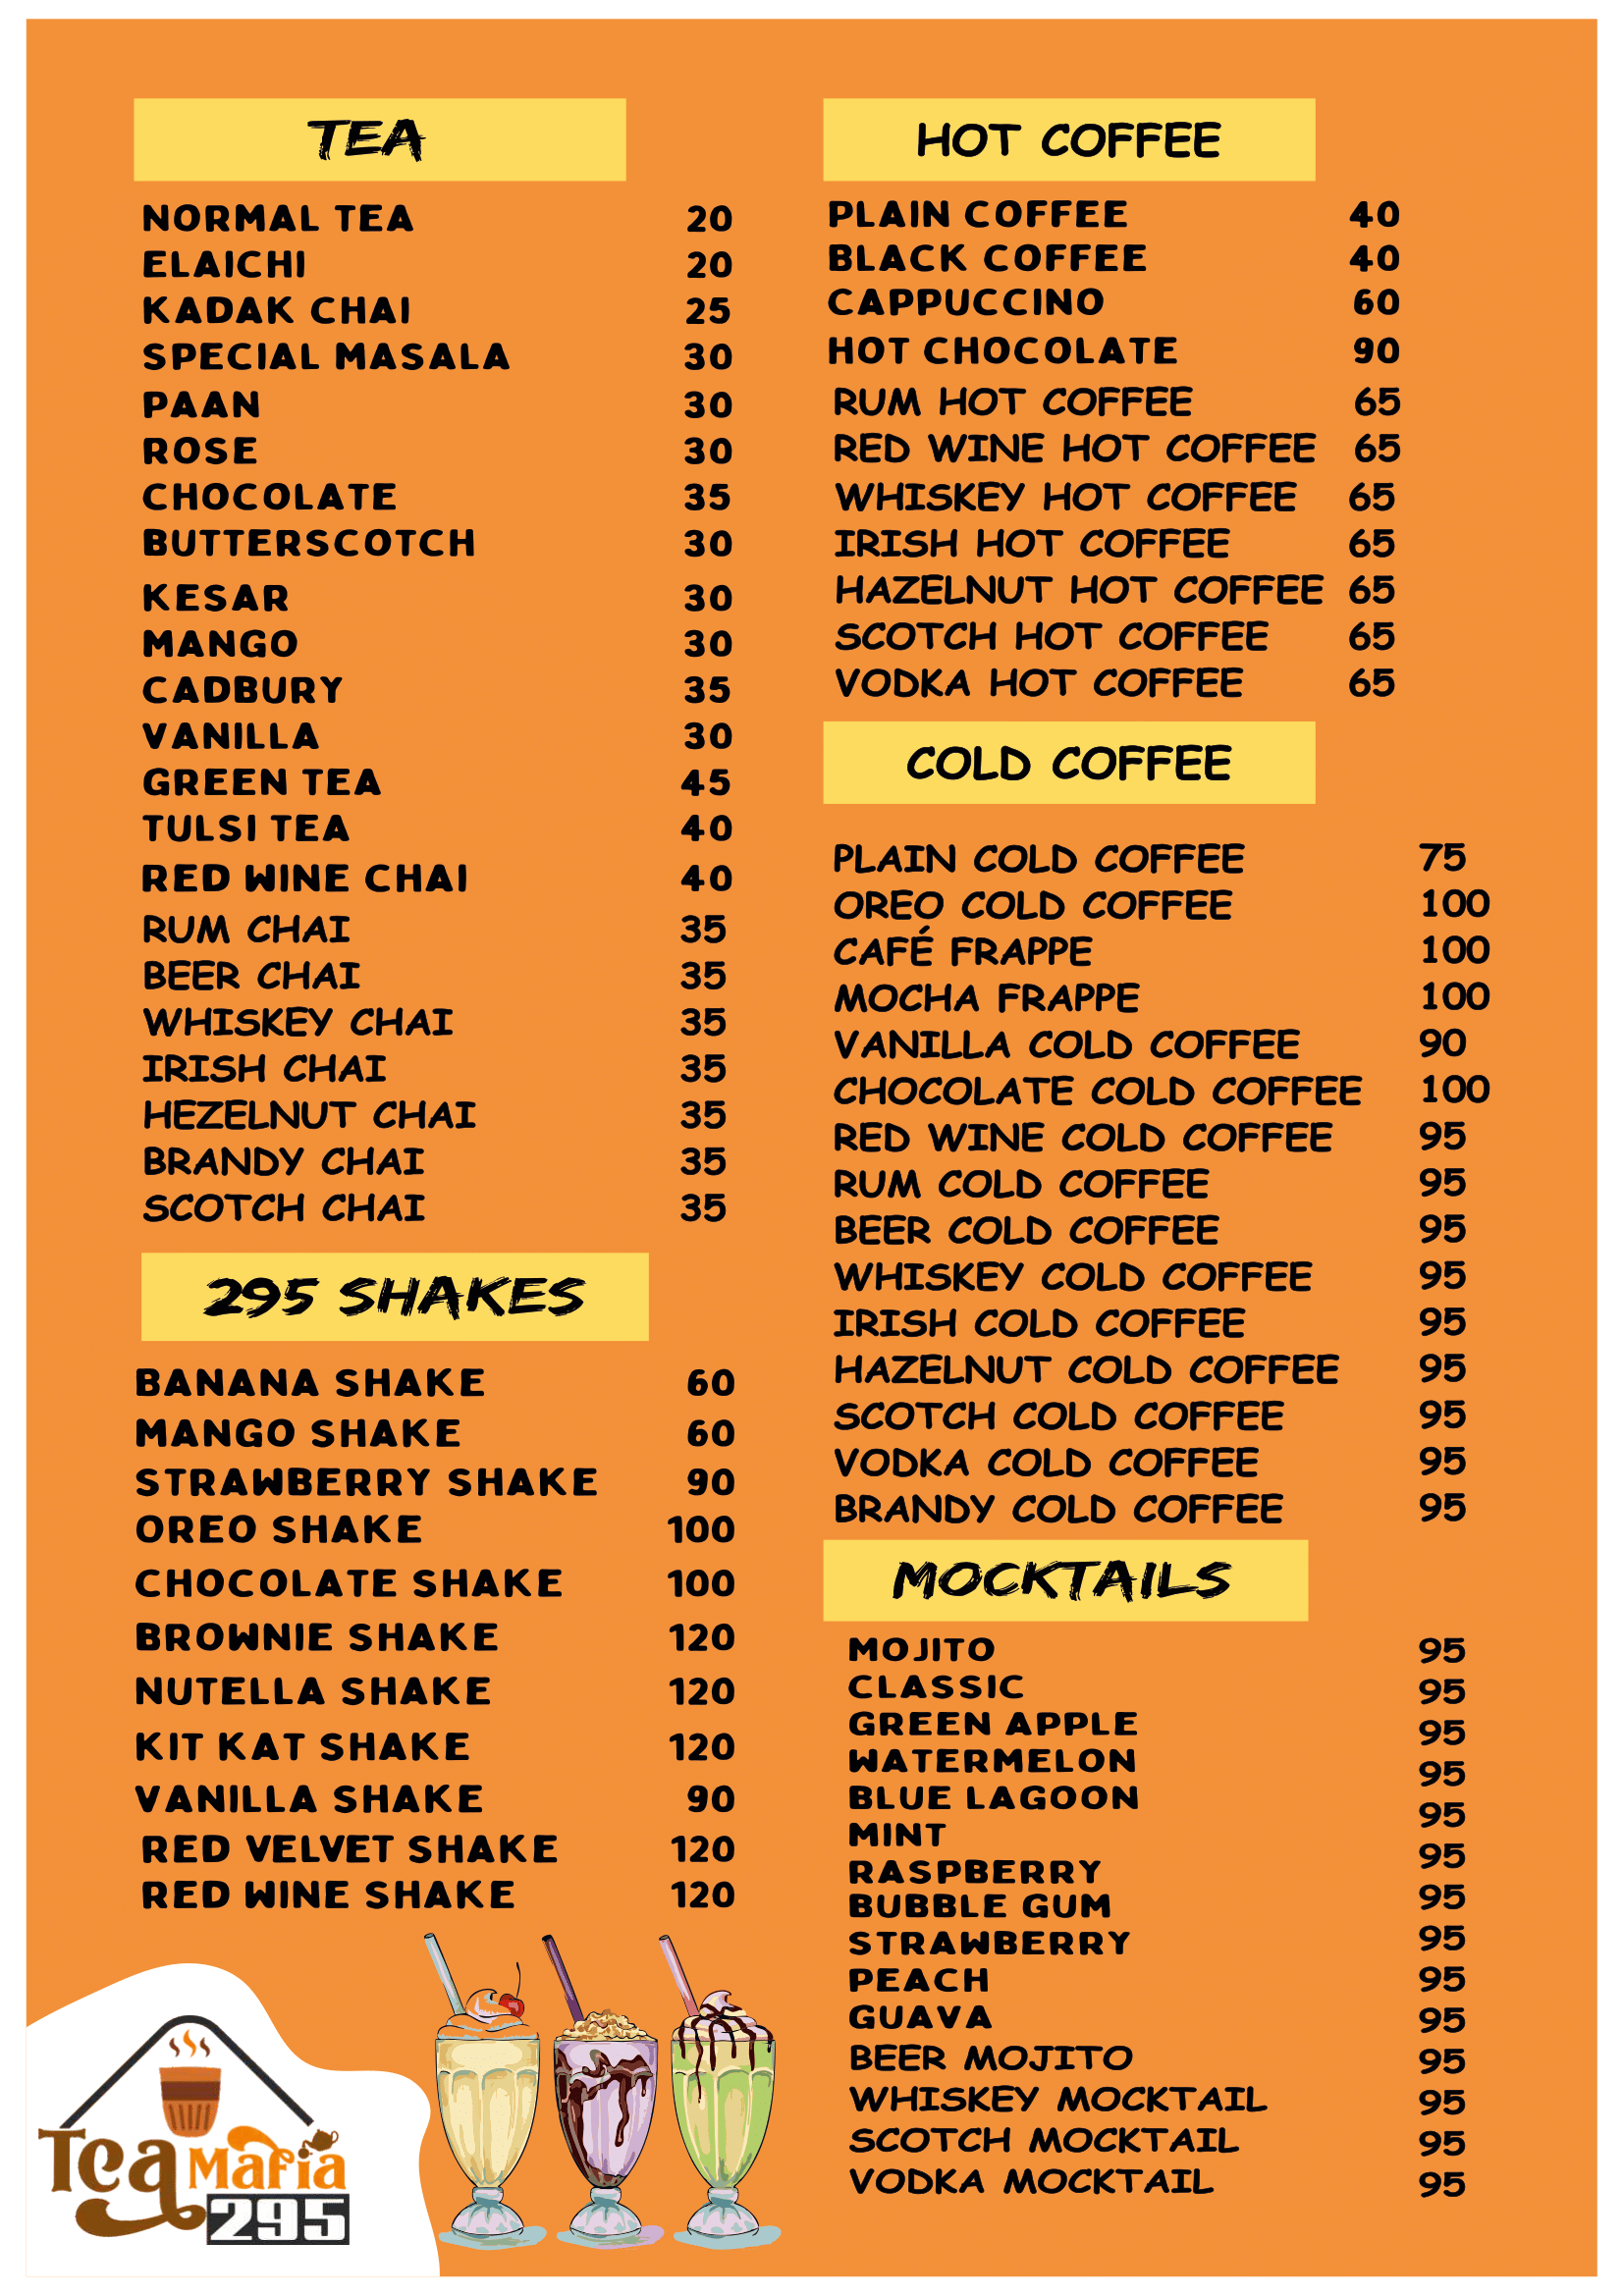 TEA
NORMAL TEA 20
ELAICHI 20
KADAK CHAI 25
SPECIAL MASALA 30
PAAN 30
ROSE 30
CHOCOLATE 35
BUTTERSCOTCH 30
KESAR 30
MANGO 30
CADBURY 35
VANILLA 30
GREEN TEA 45
TULSI TEA 40
RED WINE CHAI 40
RUM CHAI 35
BEER CHAI 35
WHISKEY CHAI 35
IRISH CHAI 35
HEZELNUT CHAI 35
BRANDY CHAI 35
SCOTCH CHAI 35
295 SHAKES
BANANA SHAKE 60
MANGO SHAKE 60
STRAWBERRY SHAKE 90
OREO SHAKE 100
CHOCOLATE SHAKE 100
BROWNIE SHAKE 120
NUTELLA SHAKE 120
KIT KAT SHAKE 120
VANILLA SHAKE 90
RED VELVET SHAKE 120
RED WINE SHAKE 120
Tea Mafia
295
HOT COFFEE
PLAIN COFFEE 40
BLACK COFFEE 40
CAPPUCCINO 60
HOT CHOCOLATE 90
RUM HOT COFFEE 65
RED WINE HOT COFFEE 65
WHISKEY HOT COFFEE 65
IRISH HOT COFFEE 65
HAZELNUT HOT COFFEE 65
SCOTCH HOT COFFEE 65
VODKA HOT COFFEE 65
COLD COFFEE
PLAIN COLD COFFEE 75
OREO COLD COFFEE 100
CAFÉ FRAPPE 100
MOCHA FRAPPE 100
VANILLA COLD COFFEE 90
CHOCOLATE COLD COFFEE 100
RED WINE COLD COFFEE 95
RUM COLD COFFEE 95
BEER COLD COFFEE 95
WHISKEY COLD COFFEE 95
IRISH COLD COFFEE 95
HAZELNUT COLD COFFEE 95
SCOTCH COLD COFFEE 95
VODKA COLD COFFEE 95
BRANDY COLD COFFEE 95
MOCKTAILS
MOJITO 95
CLASSIC 95
GREEN APPLE 95
WATERMELON 95
BLUE LAGOON 95
MINT 95
RASPBERRY 95
BUBBLE GUM 95
STRAWBERRY 95
PEACH 95
GUAVA 95
BEER MOJITO 95
WHISKEY MOCKTAIL 95
SCOTCH MOCKTAIL 95
VODKA MOCKTAIL